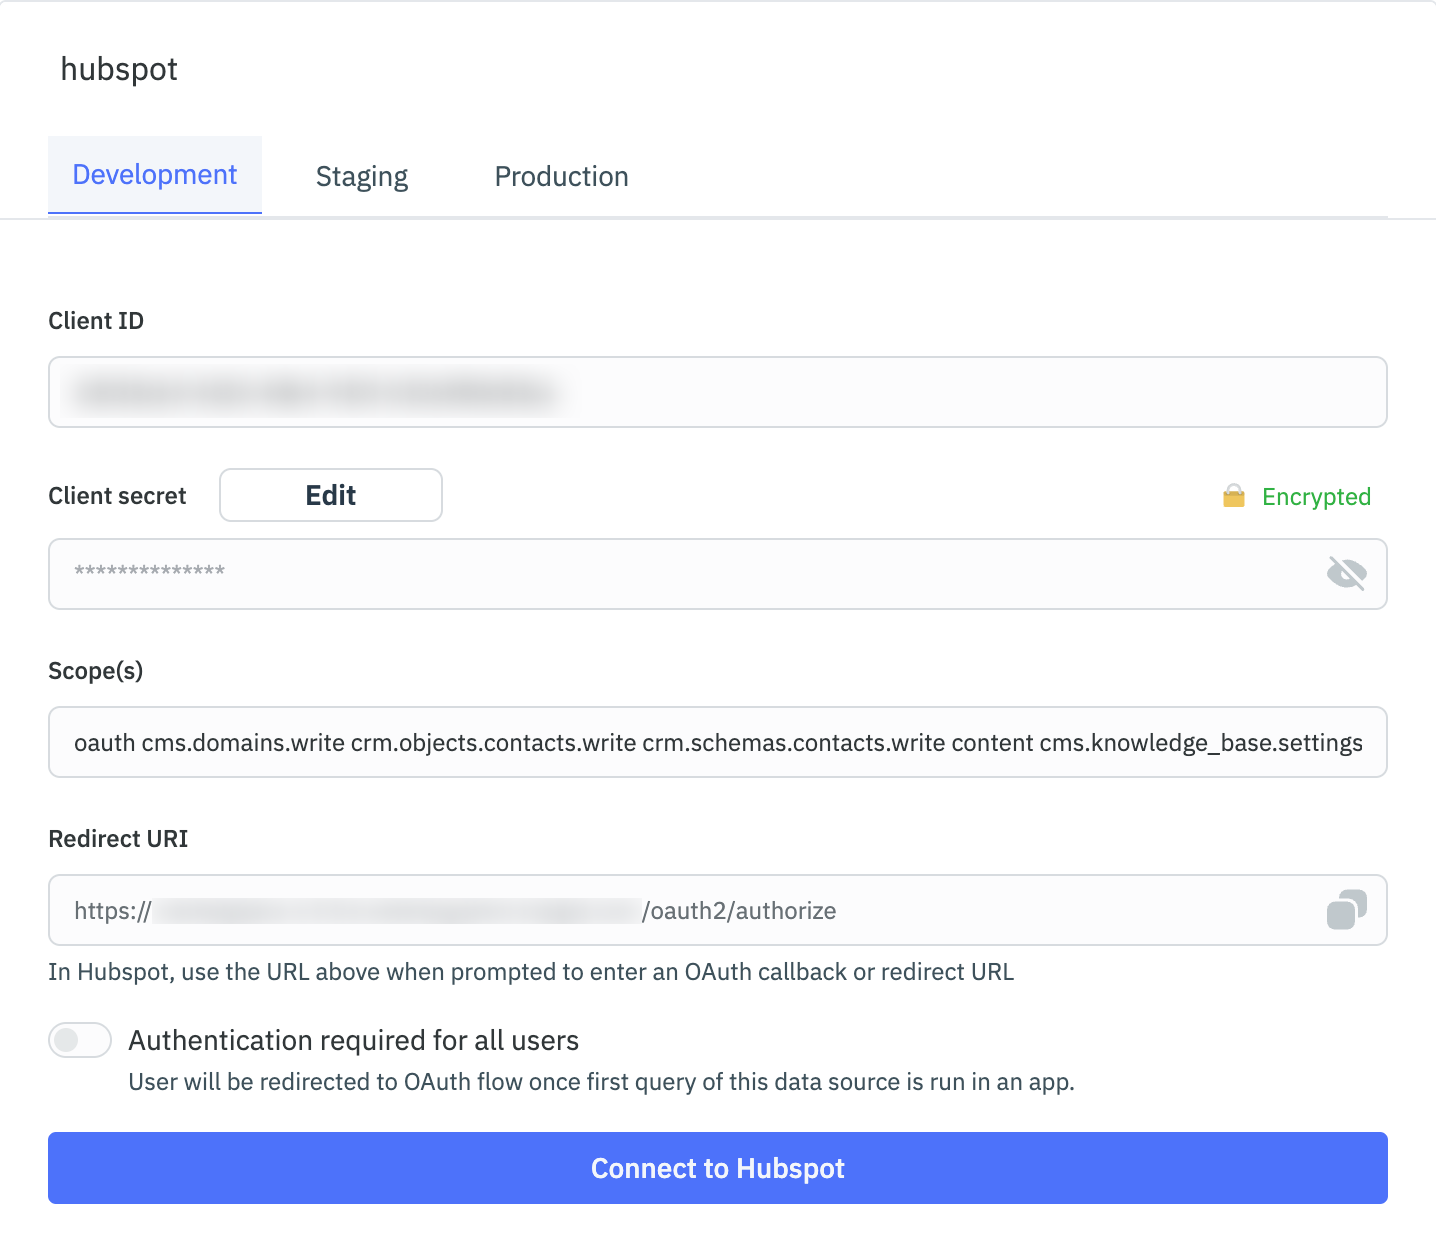 hubspot
Development Staging Production
Client ID
Client secret Edit Encrypted
**************
Scope(s)
oauth cms.domains.write crm.objects.contacts.write crm.schemas.contacts.write content cms.knowledge_base.settings
Redirect URI
https:// /oauth2/authorize
In Hubspot, use the URL above when prompted to enter an OAuth callback or redirect URL
Authentication required for all users
User will be redirected to OAuth flow once first query of this data source is run in an app.
Connect to Hubspot